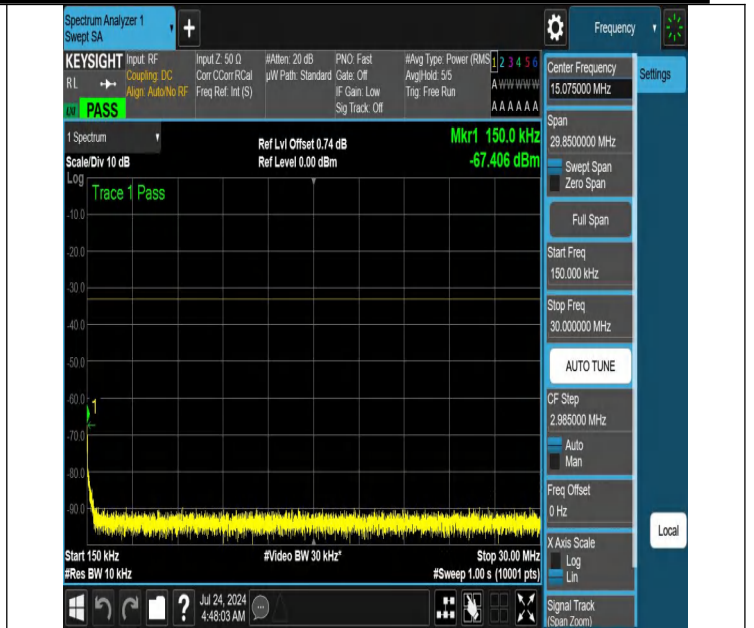 Spectrum Analyzer 1
Swept SA
+
Frequency
KEYSIGHT
RL
PASS
Input: RF
Coupling: DC
Align: Auto/No RF
Input Z: 50 Ω
Corr CCorr RCal
Freq Ref: Int (S)
#Atten: 20 dB
µW Path: Standard
PNO: Fast
Gate: Off
IF Gain: Low
Sig Track: Off
#Avg Type: Power (RMS
Avg|Hold: 5/5
Trig: Free Run
1 2 3 4 5 6
A W W W W W
A A A A A A
Center Frequency
15.075000 MHz
Settings
Span
29.8500000 MHz
Swept Span
Zero Span
Full Span
Start Freq
150.000 kHz
Stop Freq
30.000000 MHz
AUTO TUNE
CF Step
2.985000 MHz
Auto
Man
Freq Offset
0 Hz
X Axis Scale
Log
Lin
Signal Track
(Span Zoom)
Local
1 Spectrum
Scale/Div 10 dB
Ref Lvl Offset 0.74 dB
Ref Level 0.00 dBm
Mkr1 150.0 kHz
-67.406 dBm
Log
Trace 1 Pass
-10.0
-20.0
-30.0
-40.0
-50.0
-60.0
1
-70.0
-80.0
-90.0
Start 150 kHz
#Video BW 30 kHz*
Stop 30.00 MHz
#Res BW 10 kHz
#Sweep 1.00 s (10001 pts)
?
Jul 24, 2024
4:48:03 AM